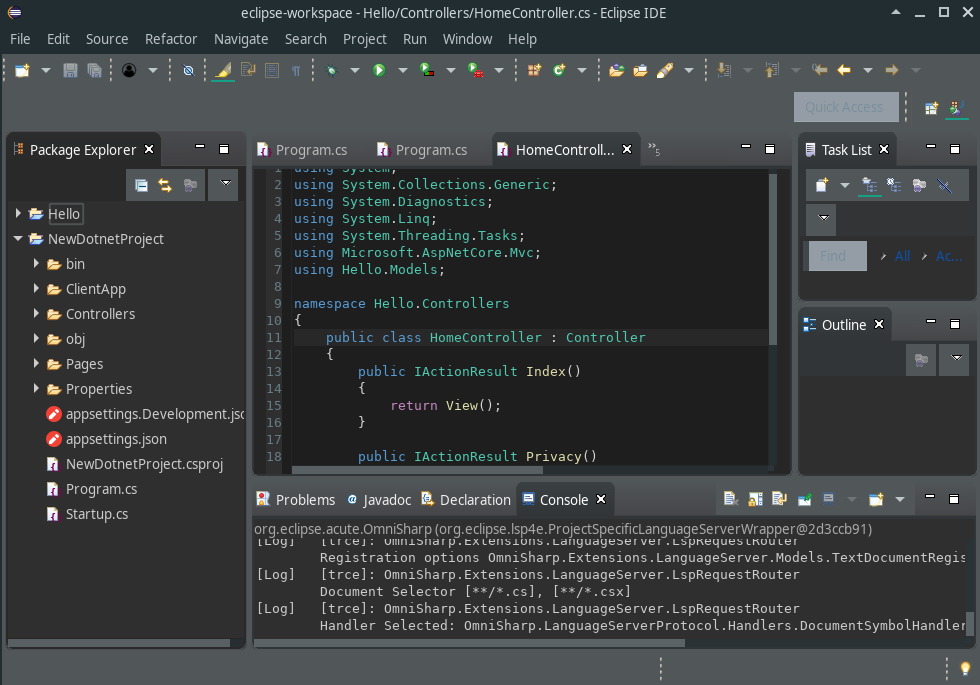 eclipse-workspace - Hello/Controllers/HomeController.cs - Eclipse IDE
File Edit Source Refactor Navigate Search Project Run Window Help
Quick Access
Package Explorer
Hello
NewDotnetProject
bin
ClientApp
Controllers
obj
Pages
Properties
appsettings.Development.jsc
appsettings.json
NewDotnetProject.csproj
Program.cs
Startup.cs
Program.cs Program.cs HomeControll... »5
1 using System;
2 using System.Collections.Generic;
3 using System.Diagnostics;
4 using System.Linq;
5 using System.Threading.Tasks;
6 using Microsoft.AspNetCore.Mvc;
7 using Hello.Models;
8
9 namespace Hello.Controllers
10 {
11 public class HomeController : Controller
12 {
13 public IActionResult Index()
14 {
15 return View();
16 }
17
18 public IActionResult Privacy()
Task List
Find All Ac...
Outline
Problems Javadoc Declaration Console
org.eclipse.acute.OmniSharp (org.eclipse.lsp4e.ProjectSpecificLanguageServerWrapper@2d3ccb91)
[Log] [trce]: OmniSharp.Extensions.LanguageServer.LspRequestRouter
Registration options OmniSharp.Extensions.LanguageServer.Models.TextDocumentRegis
[Log] [trce]: OmniSharp.Extensions.LanguageServer.LspRequestRouter
Document Selector [**/*.cs], [**/*.csx]
[Log] [trce]: OmniSharp.Extensions.LanguageServer.LspRequestRouter
Handler Selected: OmniSharp.LanguageServerProtocol.Handlers.DocumentSymbolHandler